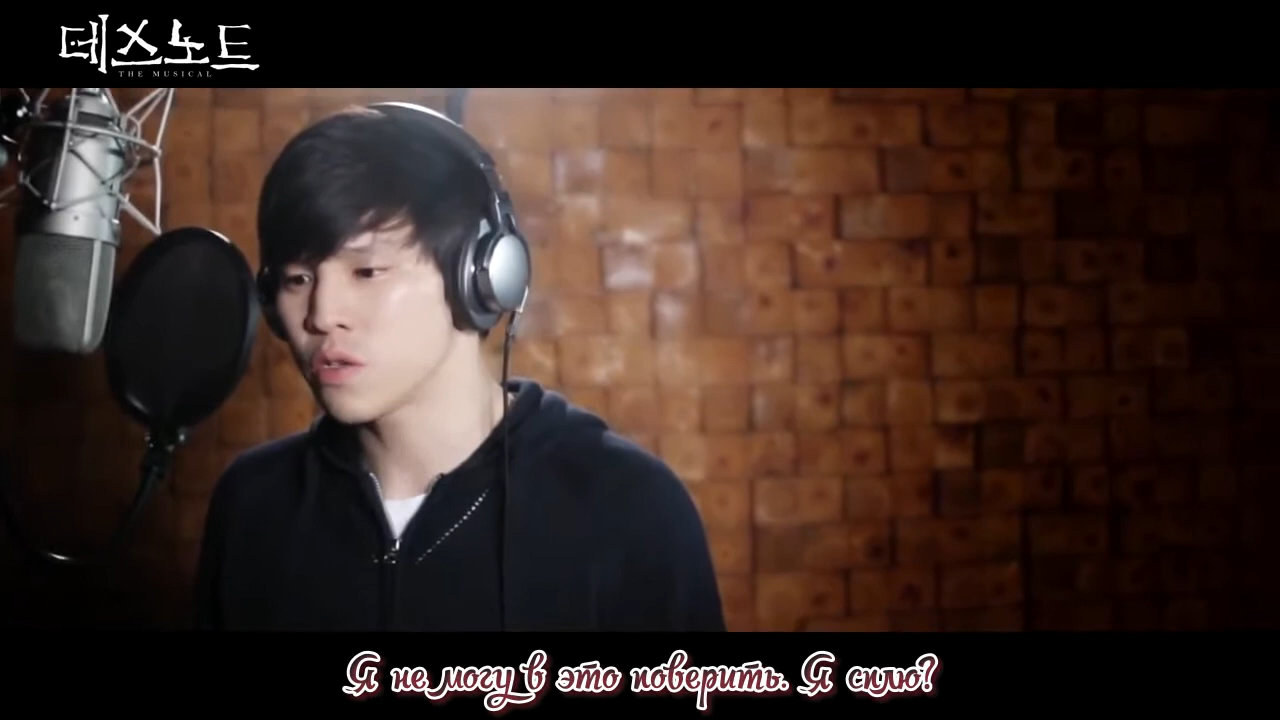 데스노트
THE MUSICAL
Я не могу в это поверить. Я сплю?